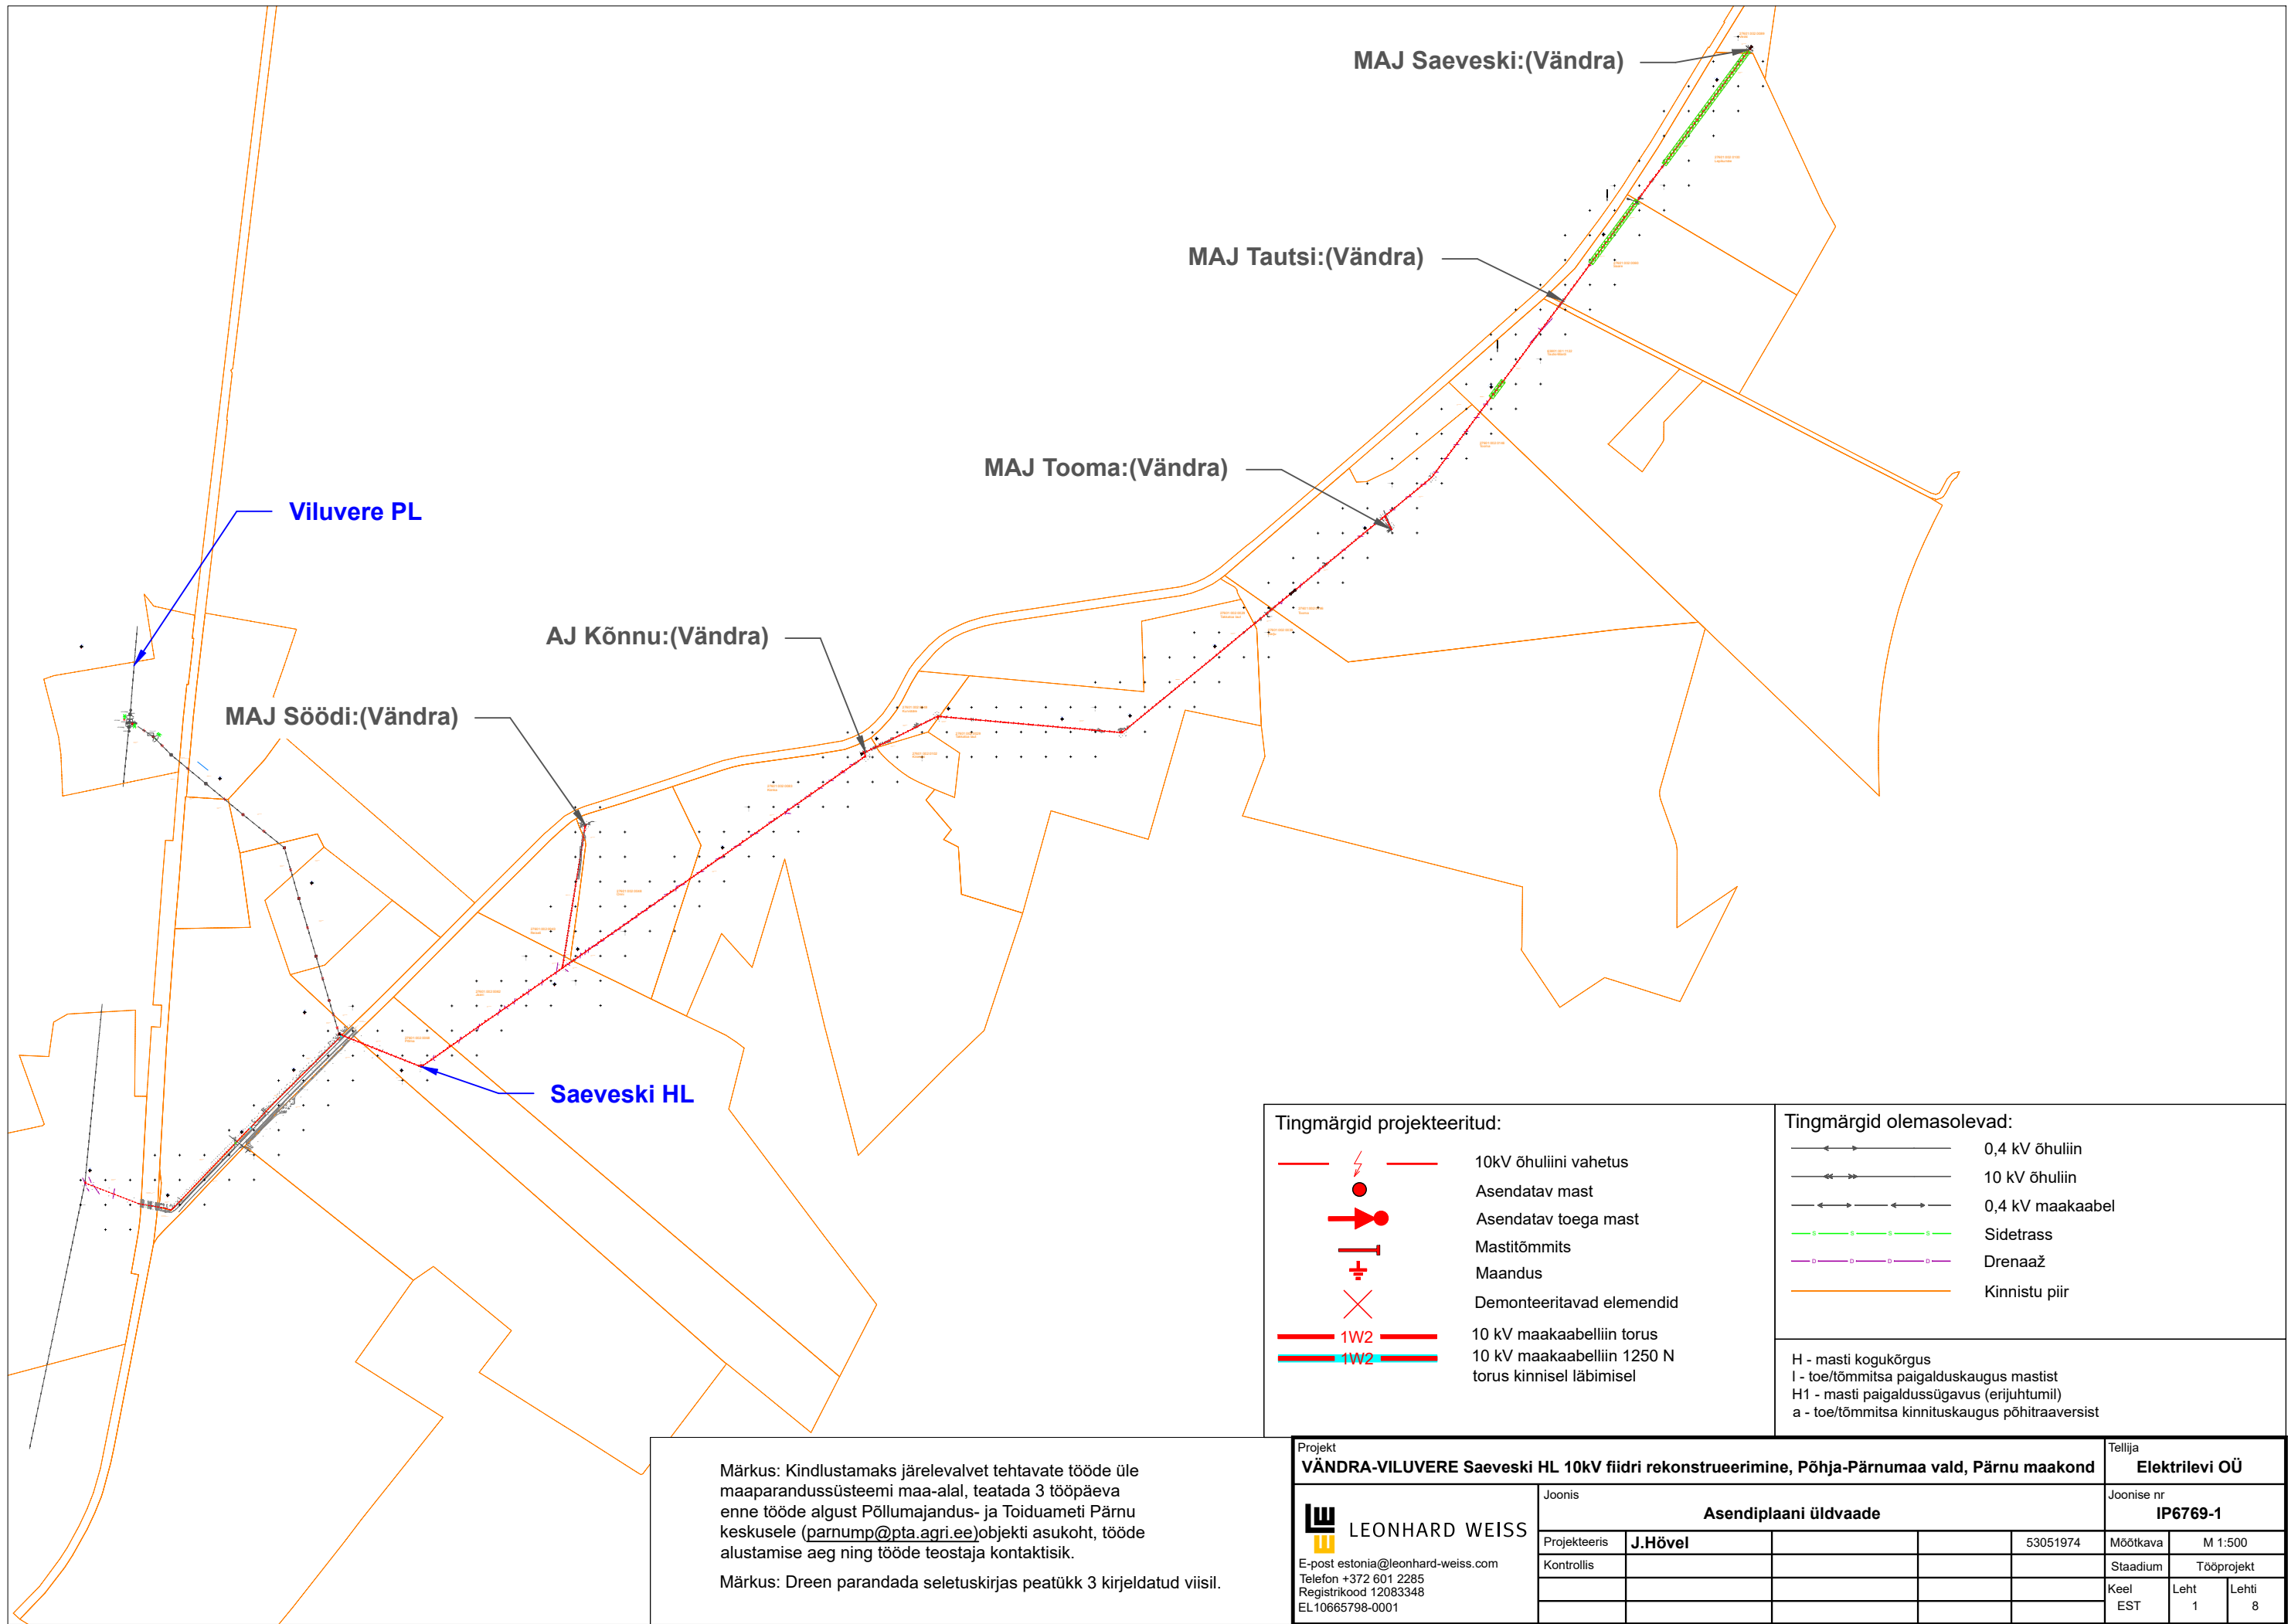 MAJ Saeveski:(Vändra)
MAJ Tautsi:(Vändra)
MAJ Tooma:(Vändra)
Viluvere PL
AJ Kõnnu:(Vändra)
MAJ Söödi:(Vändra)
Saeveski HL
Tingmärgid projekteeritud:
10kV õhuliini vahetus
Asendatav mast
Asendatav toega mast
Mastitõmmits
Maandus
Demonteeritavad elemendid
1W2 10 kV maakaabelliin torus
1W2 10 kV maakaabelliin 1250 N
torus kinnisel läbimisel
Tingmärgid olemasolevad:
0,4 kV õhuliin
10 kV õhuliin
0,4 kV maakaabel
S S S S Sidetrass
D D D D Drenaaž
Kinnistu piir
H - masti kogukõrgus
l - toe/tõmmitsa paigalduskaugus mastist
H1 - masti paigaldussügavus (erijuhtumil)
a - toe/tõmmitsa kinnituskaugus põhitraaversist
Märkus: Kindlustamaks järelevalvet tehtavate tööde üle
maaparandussüsteemi maa-alal, teatada 3 tööpäeva
enne tööde algust Põllumajandus- ja Toiduameti Pärnu
keskusele (parnump@pta.agri.ee)objekti asukoht, tööde
alustamise aeg ning tööde teostaja kontaktisik.
Märkus: Dreen parandada seletuskirjas peatükk 3 kirjeldatud viisil.
Projekt
VÄNDRA-VILUVERE Saeveski HL 10kV fiidri rekonstrueerimine, Põhja-Pärnumaa vald, Pärnu maakond
Tellija
Elektrilevi OÜ
LEONHARD WEISS
E-post estonia@leonhard-weiss.com
Telefon +372 601 2285
Registrikood 12083348
EL10665798-0001
Joonis
Asendiplaani üldvaade
Joonise nr
IP6769-1
Projekteeris J.Hövel 53051974
Mõõtkava M 1:500
Kontrollis
Staadium Tööprojekt
Keel Leht Lehti
EST 1 8